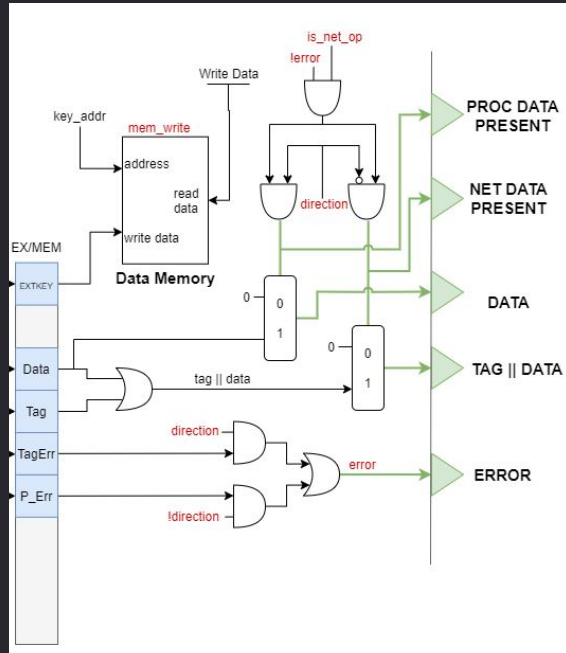 is_net_op
!error
Write Data
key_addr
mem_write
address
read
data
write data
Data Memory
direction
PROC DATA
PRESENT
NET DATA
PRESENT
EX/MEM
EXTKEY
0
0
1
DATA
Data
Tag
tag || data
0
0
1
TAG || DATA
direction
TagErr
P_Err
!direction
error
ERROR